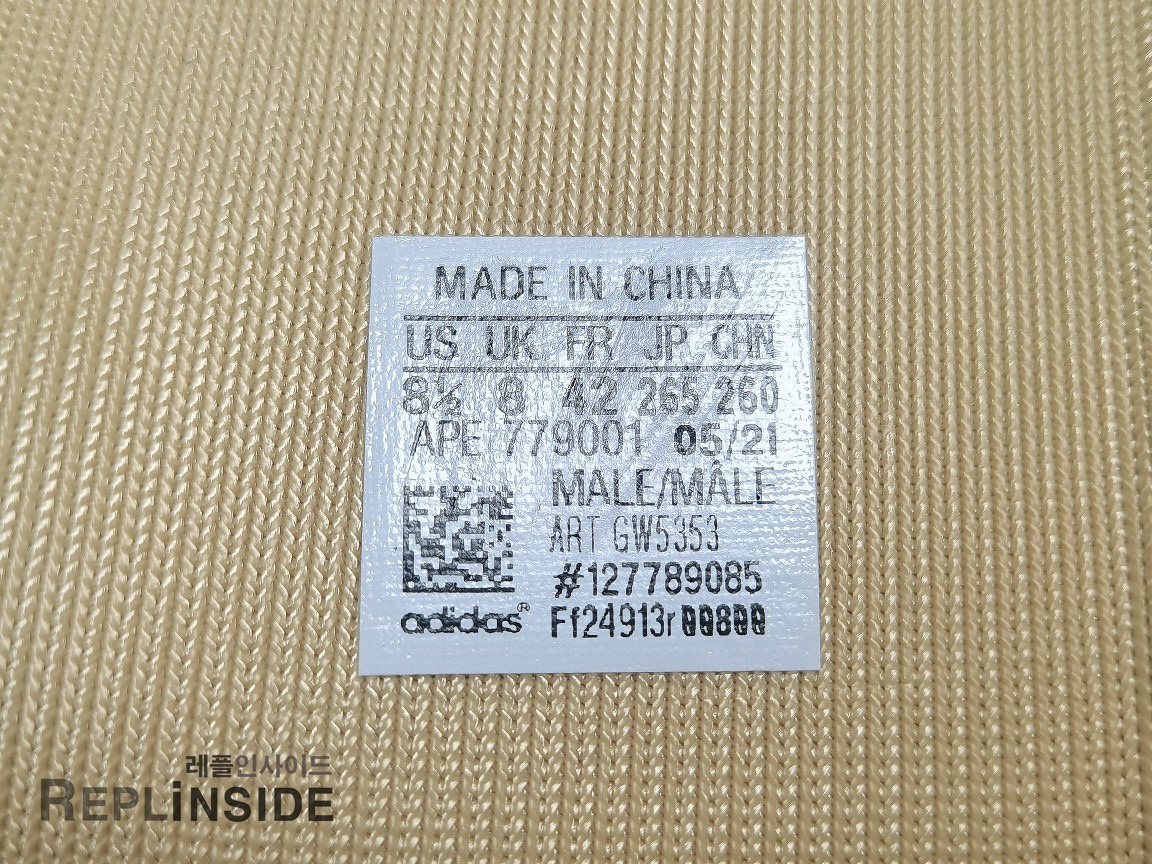 MADE IN CHINA
US UK FR JP CHN
8½ 8 42 265 260
APE 779001 05/21
MALE/MÂLE
ART GW5353
#127789085
adidas® Ff24913r00800
레플인사이드
REPLINSIDE